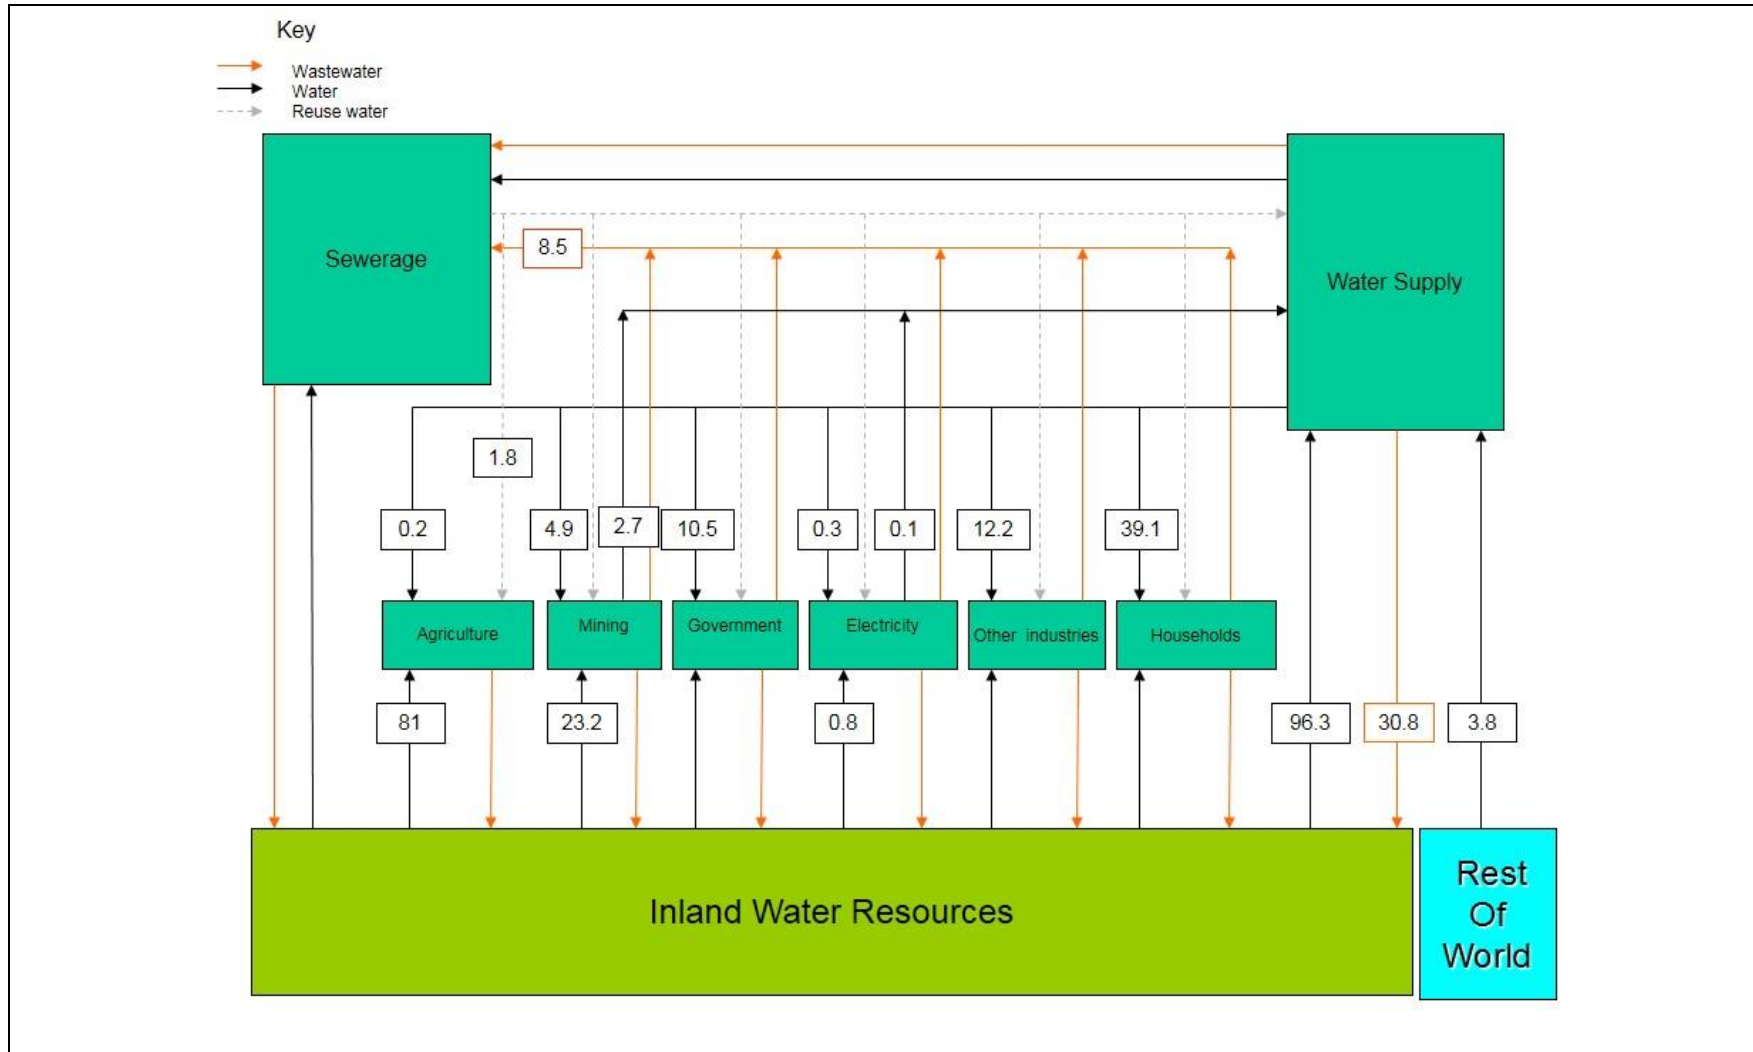 Key
Wastewater
Water
Reuse water
Sewerage
8.5
Water Supply
1.8
0.2
4.9
2.7
10.5
0.3
0.1
12.2
39.1
Agriculture
Mining
Government
Electricity
Other industries
Households
81
23.2
0.8
96.3
30.8
3.8
Inland Water Resources
Rest
Of
World